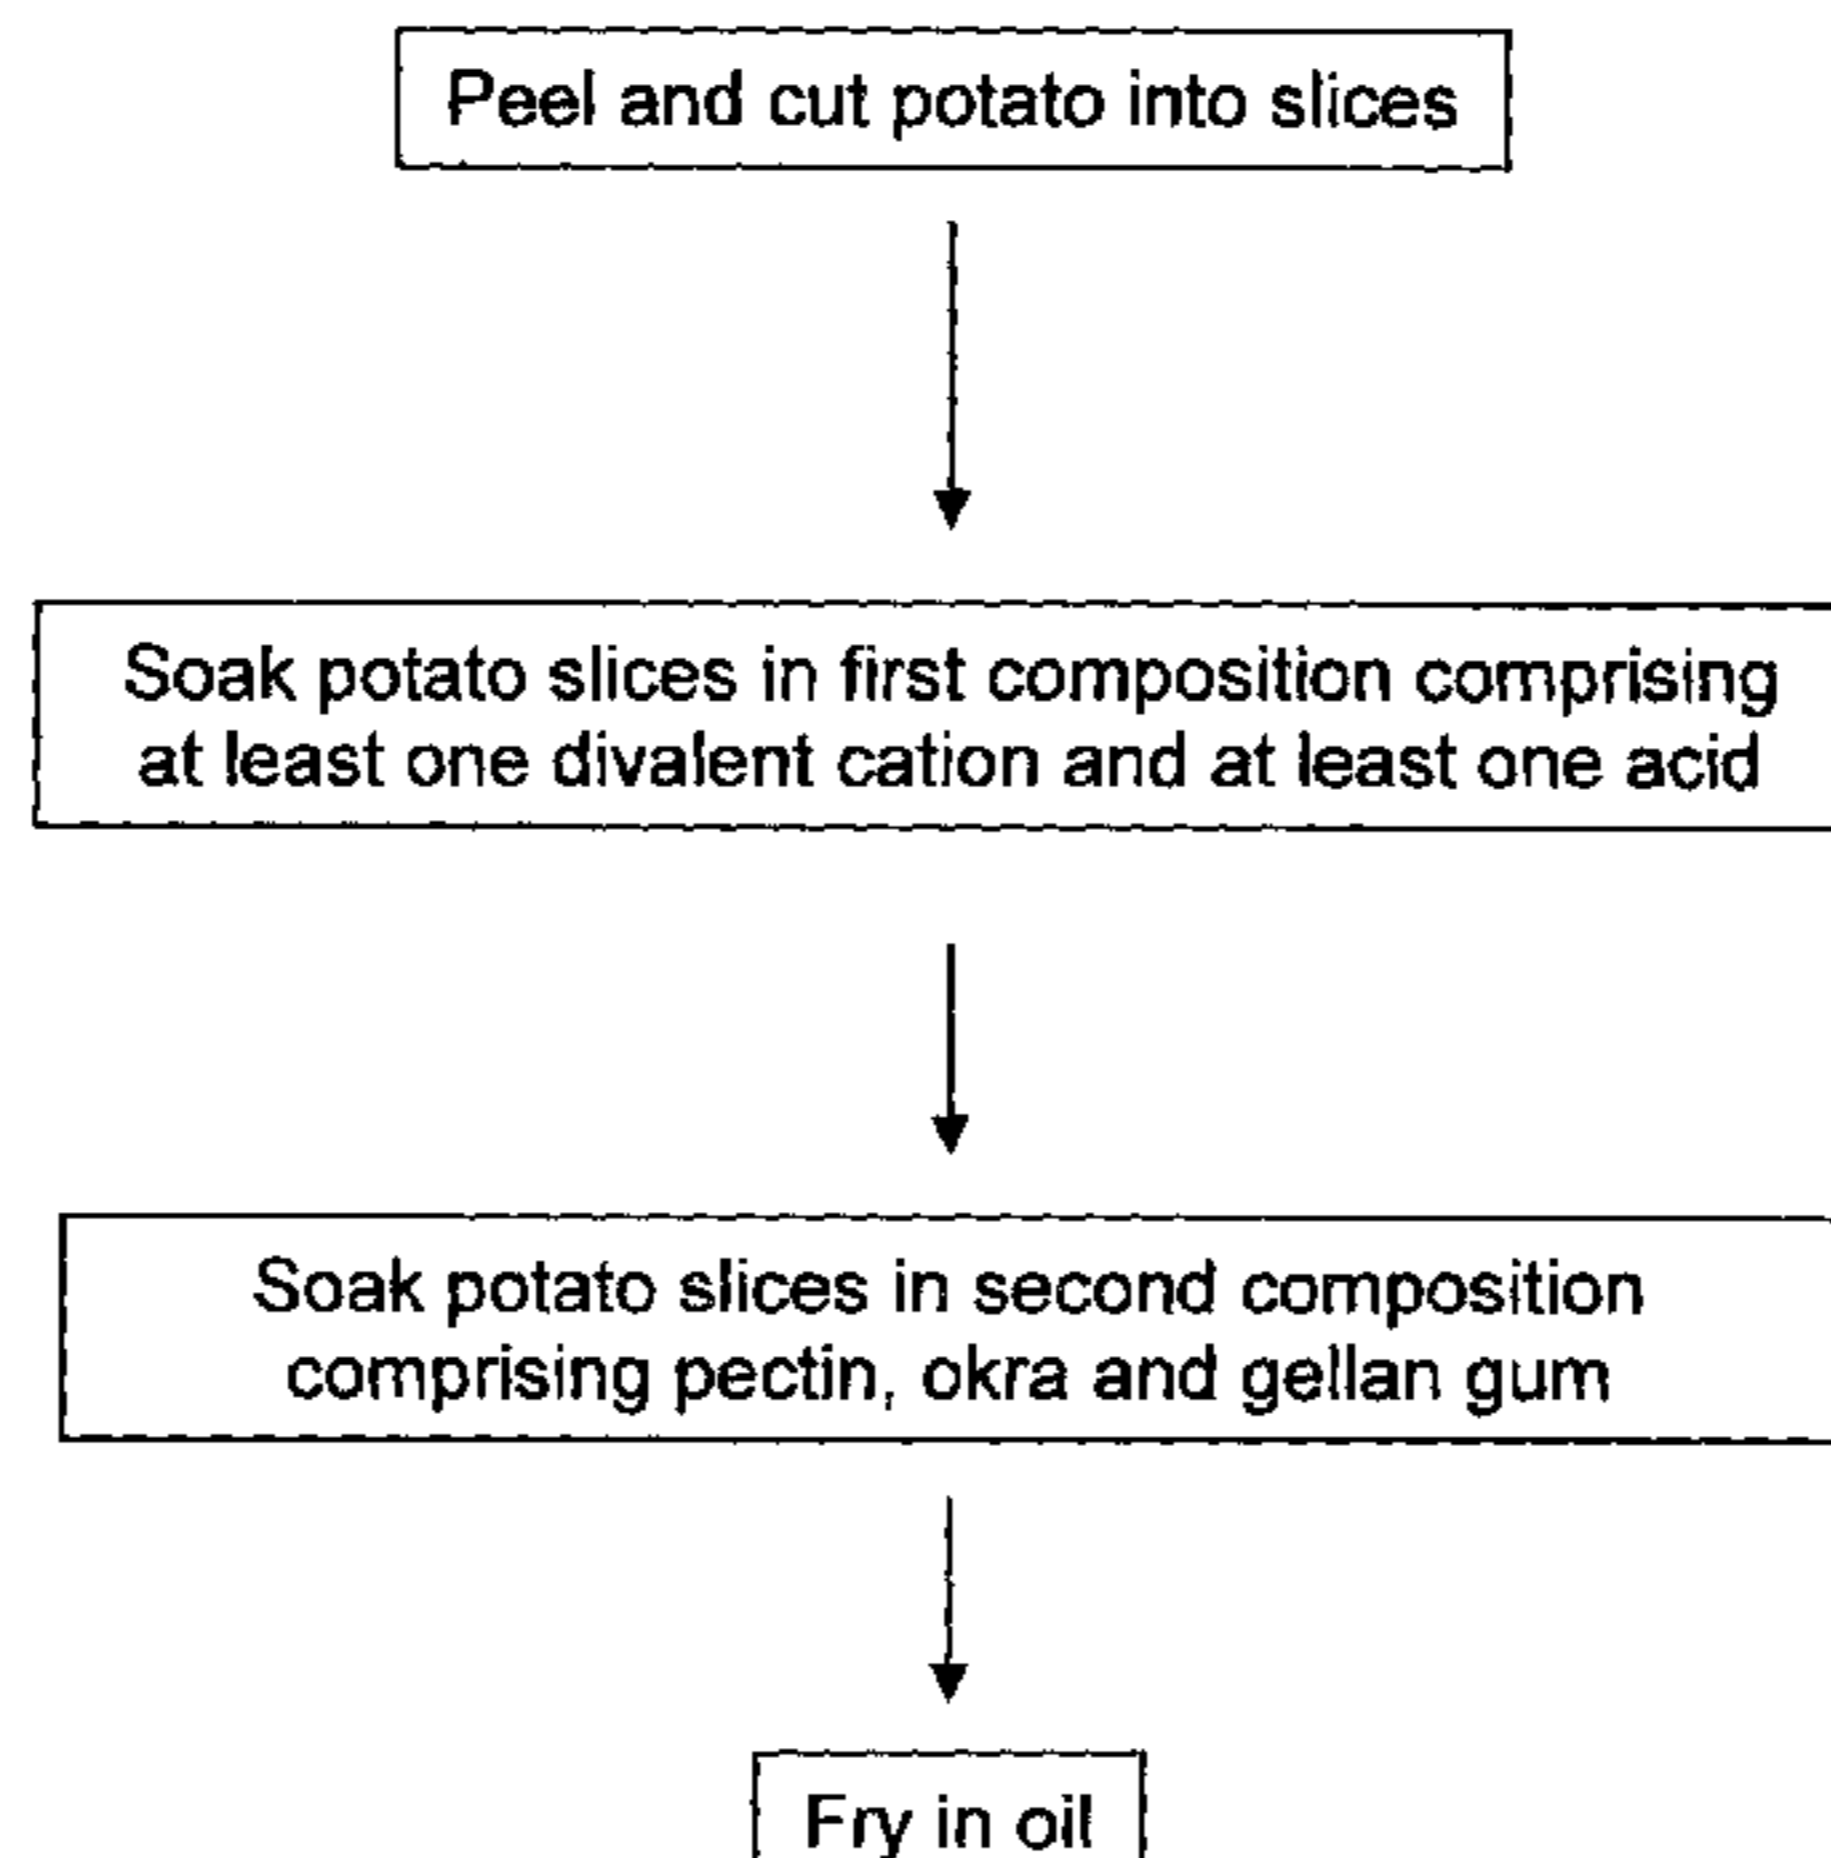 Peel and cut potato into slices
Soak potato slices in first composition comprising
at least one divalent cation and at least one acid
Soak potato slices in second composition
comprising pectin, okra and gellan gum
Fry in oil